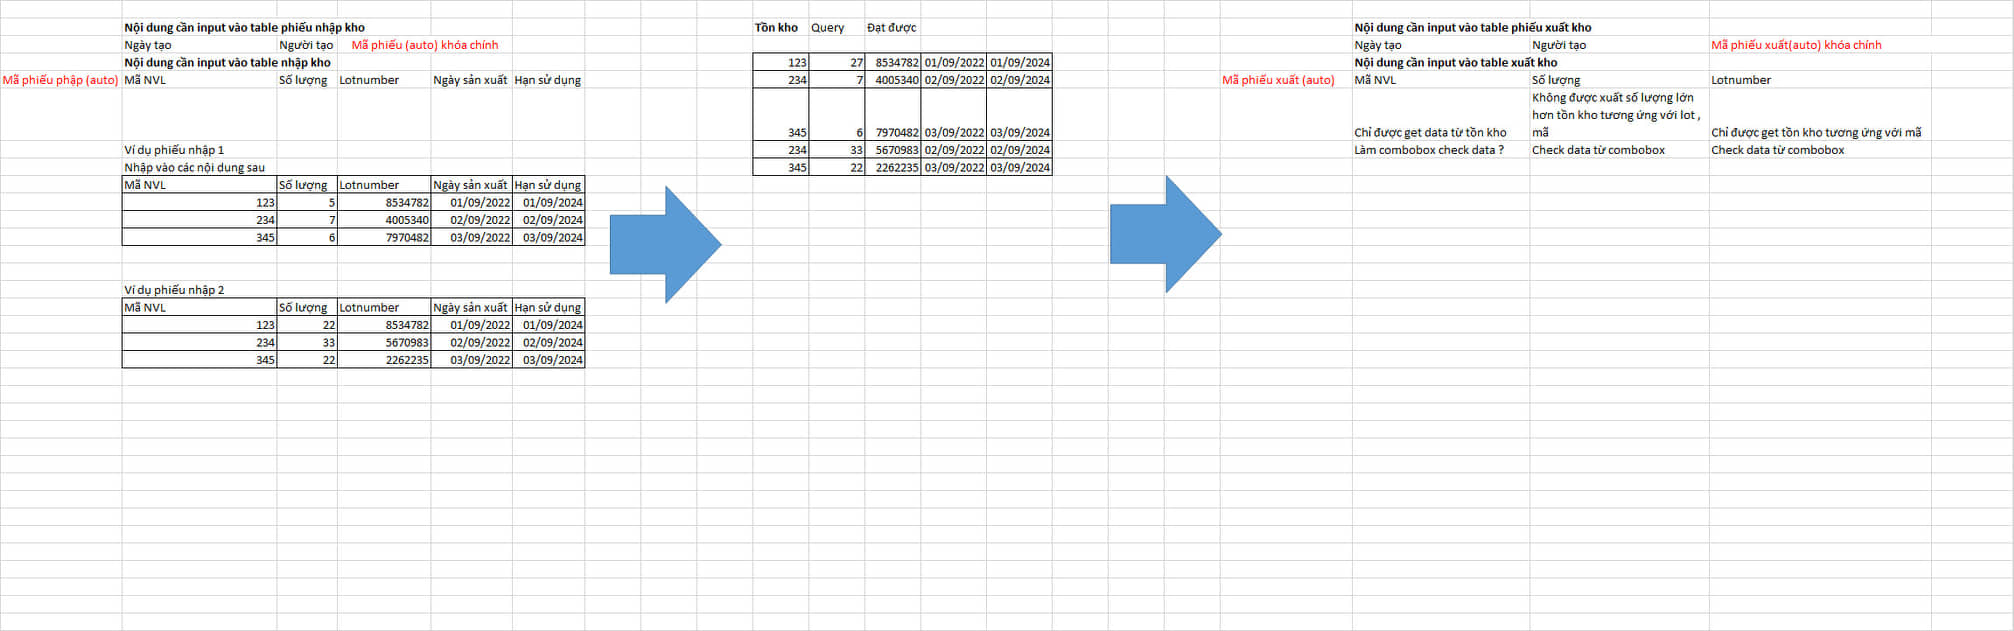 Nội dung cần input vào table phiếu nhập kho
Ngày tạo Người tạo Mã phiếu (auto) khóa chính
Nội dung cần input vào table nhập kho
Mã phiếu phập (auto) Mã NVL Số lượng Lotnumber Ngày sản xuất Hạn sử dụng
Ví dụ phiếu nhập 1
Nhập vào các nội dung sau
Mã NVL Số lượng Lotnumber Ngày sản xuất Hạn sử dụng
123 5 8534782 01/09/2022 01/09/2024
234 7 4005340 02/09/2022 02/09/2024
345 6 7970482 03/09/2022 03/09/2024
Ví dụ phiếu nhập 2
Mã NVL Số lượng Lotnumber Ngày sản xuất Hạn sử dụng
123 22 8534782 01/09/2022 01/09/2024
234 33 5670983 02/09/2022 02/09/2024
345 22 2262235 03/09/2022 03/09/2024
Tồn kho Query Đạt được
123 27 8534782 01/09/2022 01/09/2024
234 7 4005340 02/09/2022 02/09/2024
345 6 7970482 03/09/2022 03/09/2024
234 33 5670983 02/09/2022 02/09/2024
345 22 2262235 03/09/2022 03/09/2024
Nội dung cần input vào table phiếu xuất kho
Ngày tạo Người tạo Mã phiếu xuất(auto) khóa chính
Nội dung cần input vào table xuất kho
Mã phiếu xuất (auto) Mã NVL Số lượng Lotnumber
Không được xuất số lượng lớn
hơn tồn kho tương ứng với lot ,
Chỉ được get data từ tồn kho mã Chỉ được get tồn kho tương ứng với mã
Làm combobox check data ? Check data từ combobox Check data từ combobox